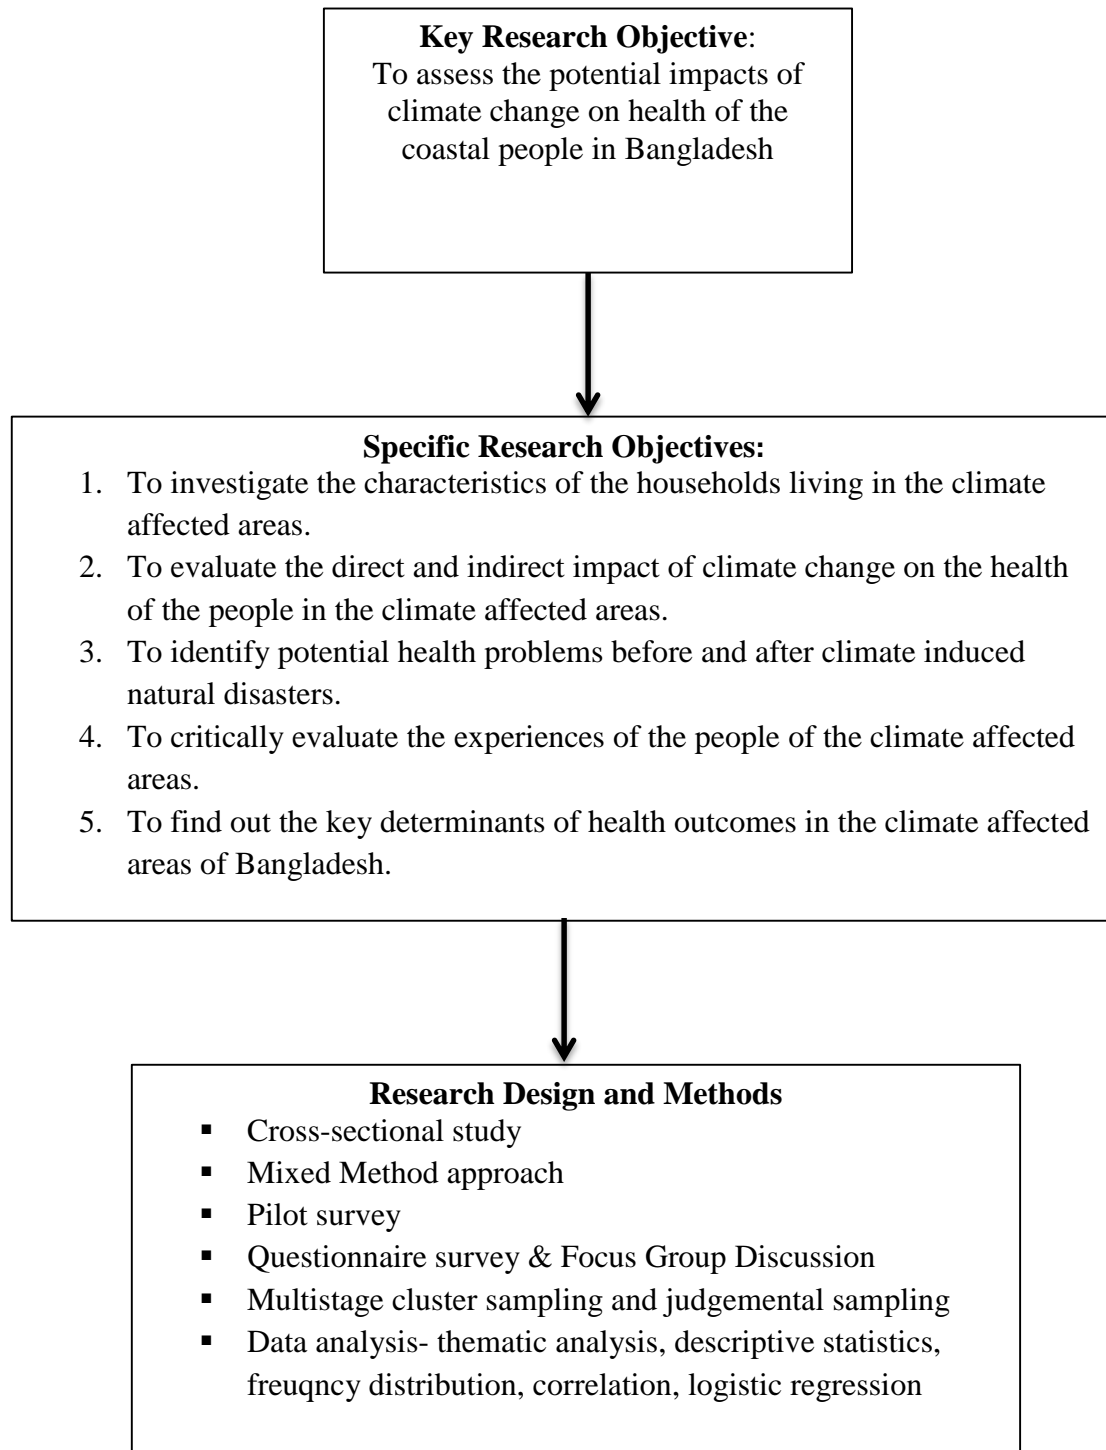 Key Research Objective:
To assess the potential impacts of
climate change on health of the
coastal people in Bangladesh
Specific Research Objectives:
1. To investigate the characteristics of the households living in the climate
affected areas.
2. To evaluate the direct and indirect impact of climate change on the health
of the people in the climate affected areas.
3. To identify potential health problems before and after climate induced
natural disasters.
4. To critically evaluate the experiences of the people of the climate affected
areas.
5. To find out the key determinants of health outcomes in the climate affected
areas of Bangladesh.
Research Design and Methods
▪ Cross-sectional study
▪ Mixed Method approach
▪ Pilot survey
▪ Questionnaire survey & Focus Group Discussion
▪ Multistage cluster sampling and judgemental sampling
▪ Data analysis- thematic analysis, descriptive statistics,
freuqncy distribution, correlation, logistic regression